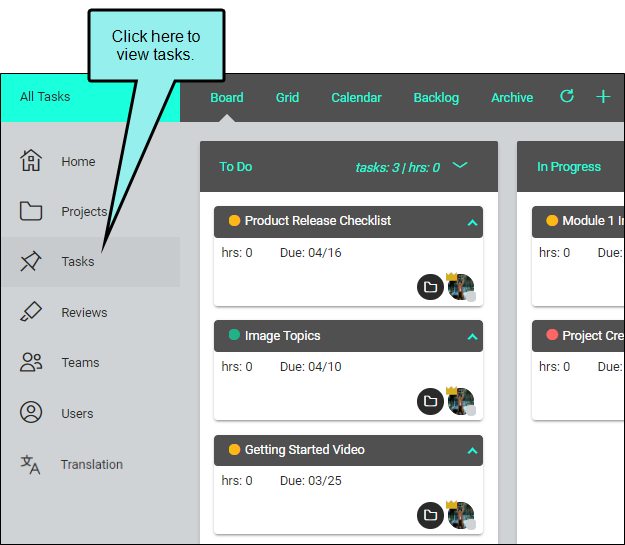 Click here to
view tasks.
All Tasks
Board
Grid
Calendar
Backlog
Archive
Home
Projects
Tasks
Reviews
Teams
Users
Translation
To Do
tasks: 3 | hrs: 0
Product Release Checklist
hrs: 0
Due: 04/16
Image Topics
hrs: 0
Due: 04/10
Getting Started Video
hrs: 0
Due: 03/25
In Progress
Module 1 
hrs: 0
Due:
Project
hrs: 0
Due: